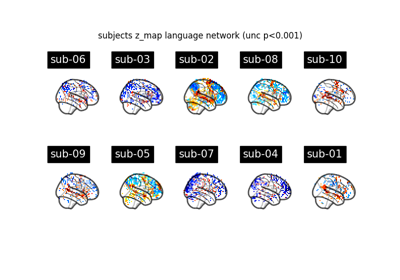 subjects z_map language network (unc p<0.001)
sub-06 sub-03 sub-02 sub-08 sub-10
sub-09 sub-05 sub-07 sub-04 sub-01